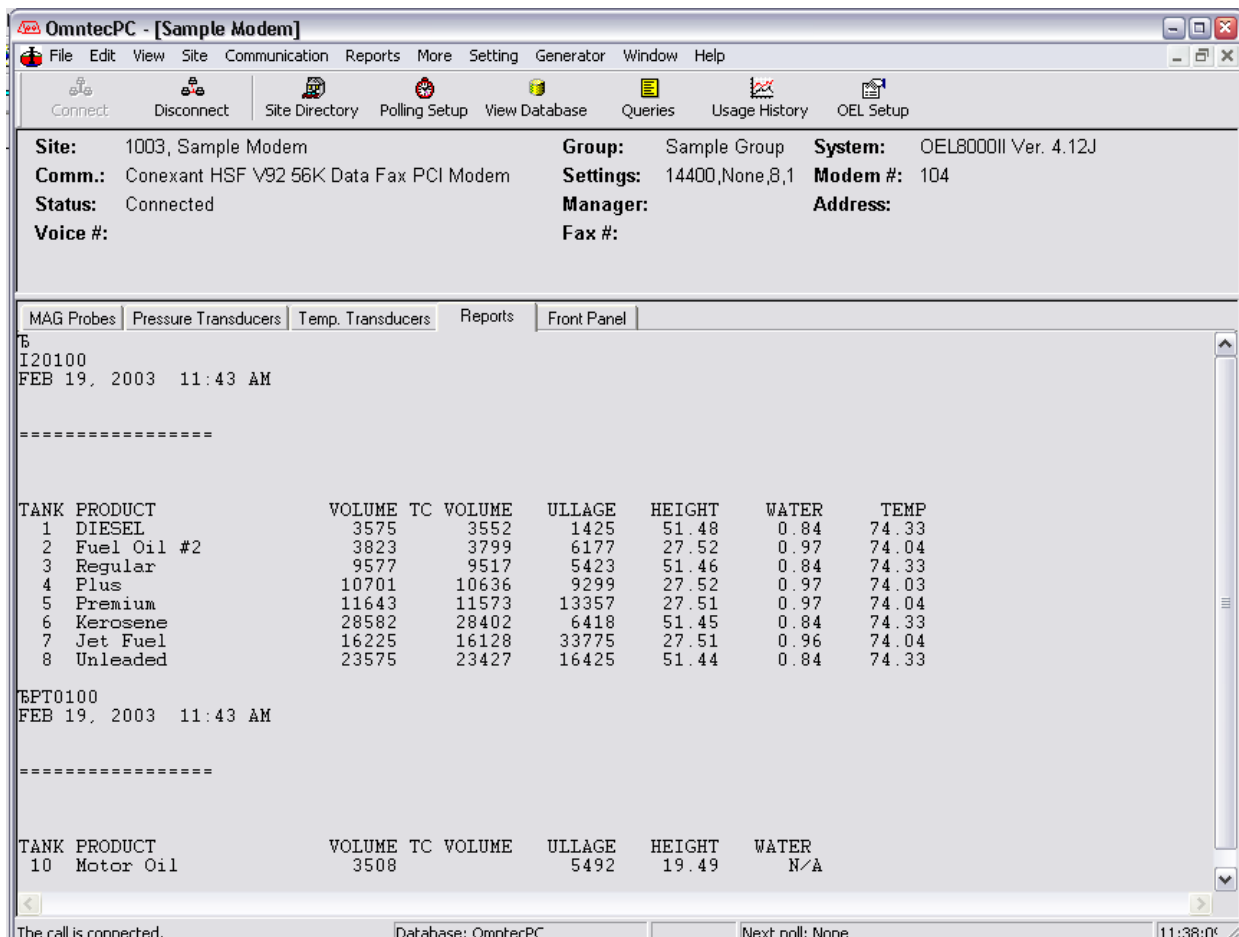 OmntecPC - [Sample Modem]
File Edit View Site Communication Reports More Setting Generator Window Help
Connect Disconnect Site Directory Polling Setup View Database Queries Usage History OEL Setup
Site: 1003, Sample Modem Group: Sample Group System: OEL8000II Ver. 4.12J
Comm.: Conexant HSF V92 56K Data Fax PCI Modem Settings: 14400,None,8,1 Modem #: 104
Status: Connected Manager: Address:
Voice #: Fax #:
MAG Probes Pressure Transducers Temp. Transducers Reports Front Panel
Ђ
I20100
FEB 19, 2003 11:43 AM
=================
TANK PRODUCT VOLUME TC VOLUME ULLAGE HEIGHT WATER TEMP
1 DIESEL 3575 3552 1425 51.48 0.84 74.33
2 Fuel Oil #2 3823 3799 6177 27.52 0.97 74.04
3 Regular 9577 9517 5423 51.46 0.84 74.33
4 Plus 10701 10636 9299 27.52 0.97 74.03
5 Premium 11643 11573 13357 27.51 0.97 74.04
6 Kerosene 28582 28402 6418 51.45 0.84 74.33
7 Jet Fuel 16225 16128 33775 27.51 0.96 74.04
8 Unleaded 23575 23427 16425 51.44 0.84 74.33
ЂPT0100
FEB 19, 2003 11:43 AM
=================
TANK PRODUCT VOLUME TC VOLUME ULLAGE HEIGHT WATER
10 Motor Oil 3508 5492 19.49 N/A
The call is connected. Database: OmntecPC Next poll: None